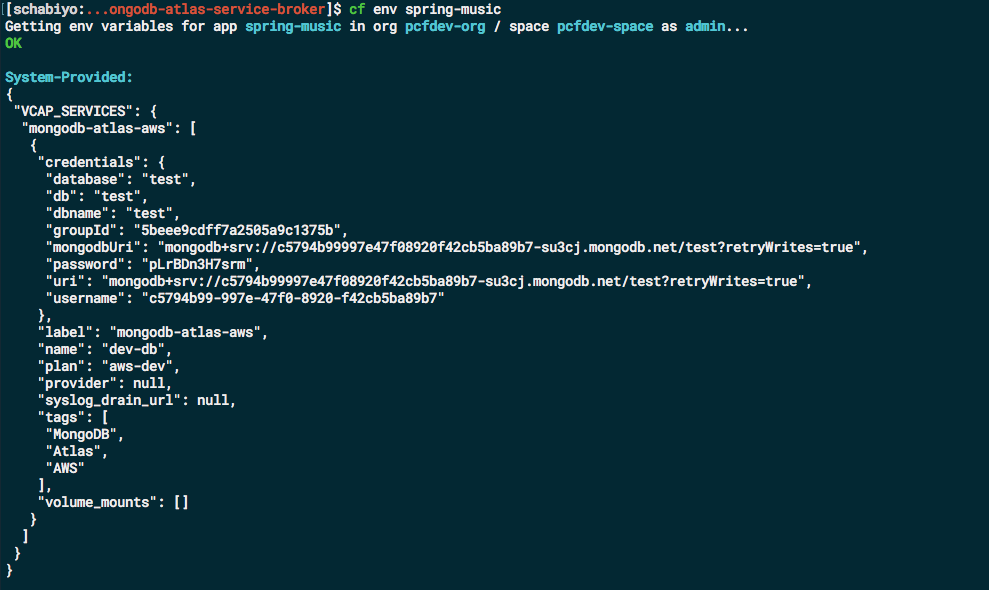 [[schabiyo:...ongodb-atlas-service-broker]$ cf env spring-music
Getting env variables for app spring-music in org pcfdev-org / space pcfdev-space as admin...
OK

System-Provided:
{
 "VCAP_SERVICES": {
  "mongodb-atlas-aws": [
   {
    "credentials": {
     "database": "test",
     "db": "test",
     "dbname": "test",
     "groupId": "5beee9cdff7a2505a9c1375b",
     "mongodbUri": "mongodb+srv://c5794b99997e47f08920f42cb5ba89b7-su3cj.mongodb.net/test?retryWrites=true",
     "password": "pLrBDn3H7srm",
     "uri": "mongodb+srv://c5794b99997e47f08920f42cb5ba89b7-su3cj.mongodb.net/test?retryWrites=true",
     "username": "c5794b99-997e-47f0-8920-f42cb5ba89b7"
    },
    "label": "mongodb-atlas-aws",
    "name": "dev-db",
    "plan": "aws-dev",
    "provider": null,
    "syslog_drain_url": null,
    "tags": [
     "MongoDB",
     "Atlas",
     "AWS"
    ],
    "volume_mounts": []
   }
  ]
 }
}